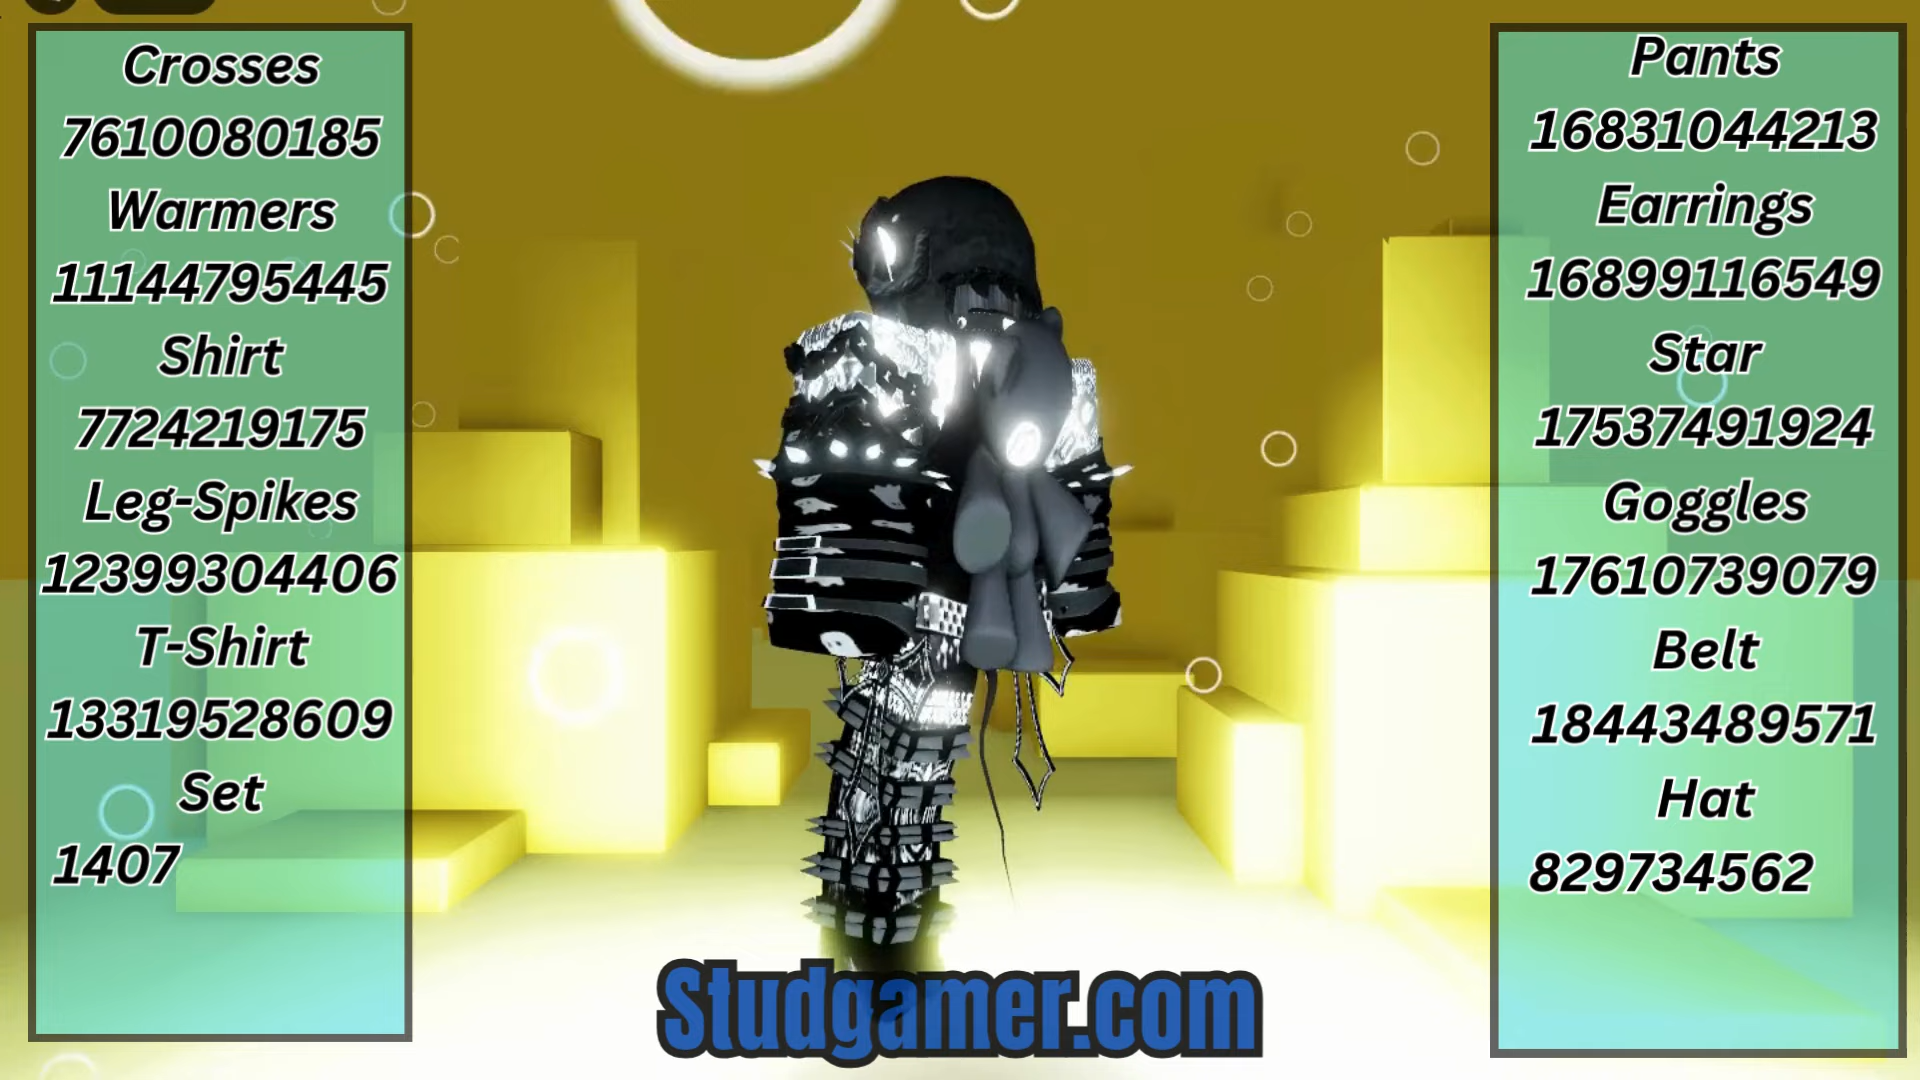 Crosses
7610080185
Warmers
11144795445
Shirt
7724219175
Leg-Spikes
12399304406
T-Shirt
13319528609
Set
1407
Pants
16831044213
Earrings
16899116549
Star
17537491924
Goggles
17610739079
Belt
18443489571
Hat
829734562
Studgamer.com